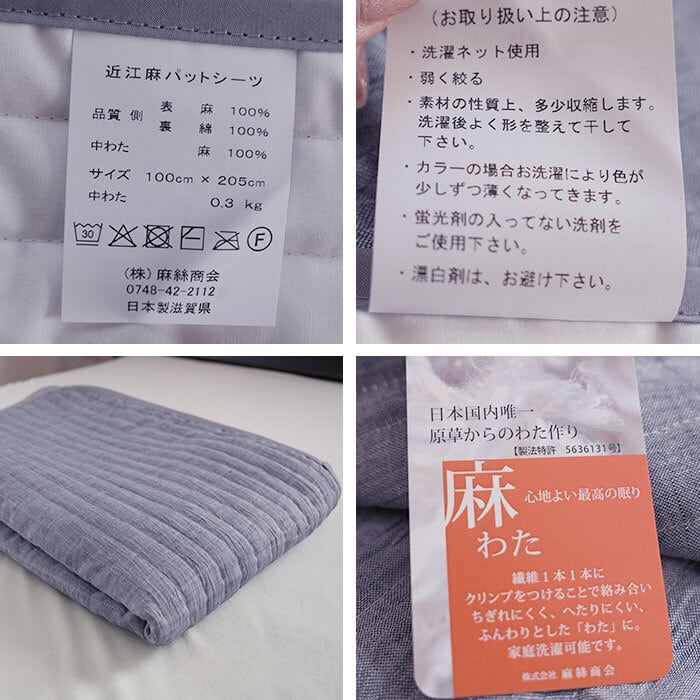 近江麻パットシーツ
品質 側 表 麻 100%
裏 綿 100%
中わた 麻 100%
サイズ 100cm × 205cm
中わた 0.3 kg
30 F
(株) 麻絲商会
0748-42-2112
日本製滋賀県
(お取り扱い上の注意)
・洗濯ネット使用
・弱く絞る
・素材の性質上、多少収縮します。
洗濯後よく形を整えて干して
下さい。
・カラーの場合お洗濯により色が
少しずつ薄くなってきます。
・蛍光剤の入ってない洗剤を
ご使用下さい。
・漂白剤は、お避け下さい。
日本国内唯一
原草からのわた作り
【製法特許 5636131号】
麻 心地よい最高の眠り
わた
繊維1本1本に
クリンプをつけることで絡み合い
ちぎれにくく、へたりにくい、
ふんわりとした「わた」に。
家庭洗濯可能です。
株式会社 麻絲商会